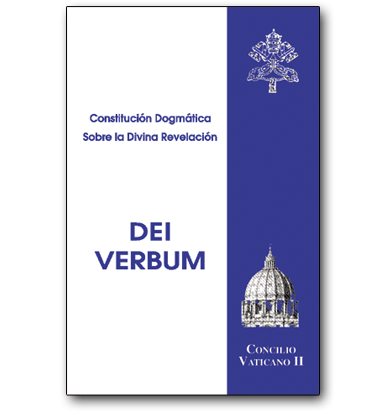 Constitución Dogmática
Sobre la Divina Revelación
DEI
VERBUM
CONCILIO
VATICANO II